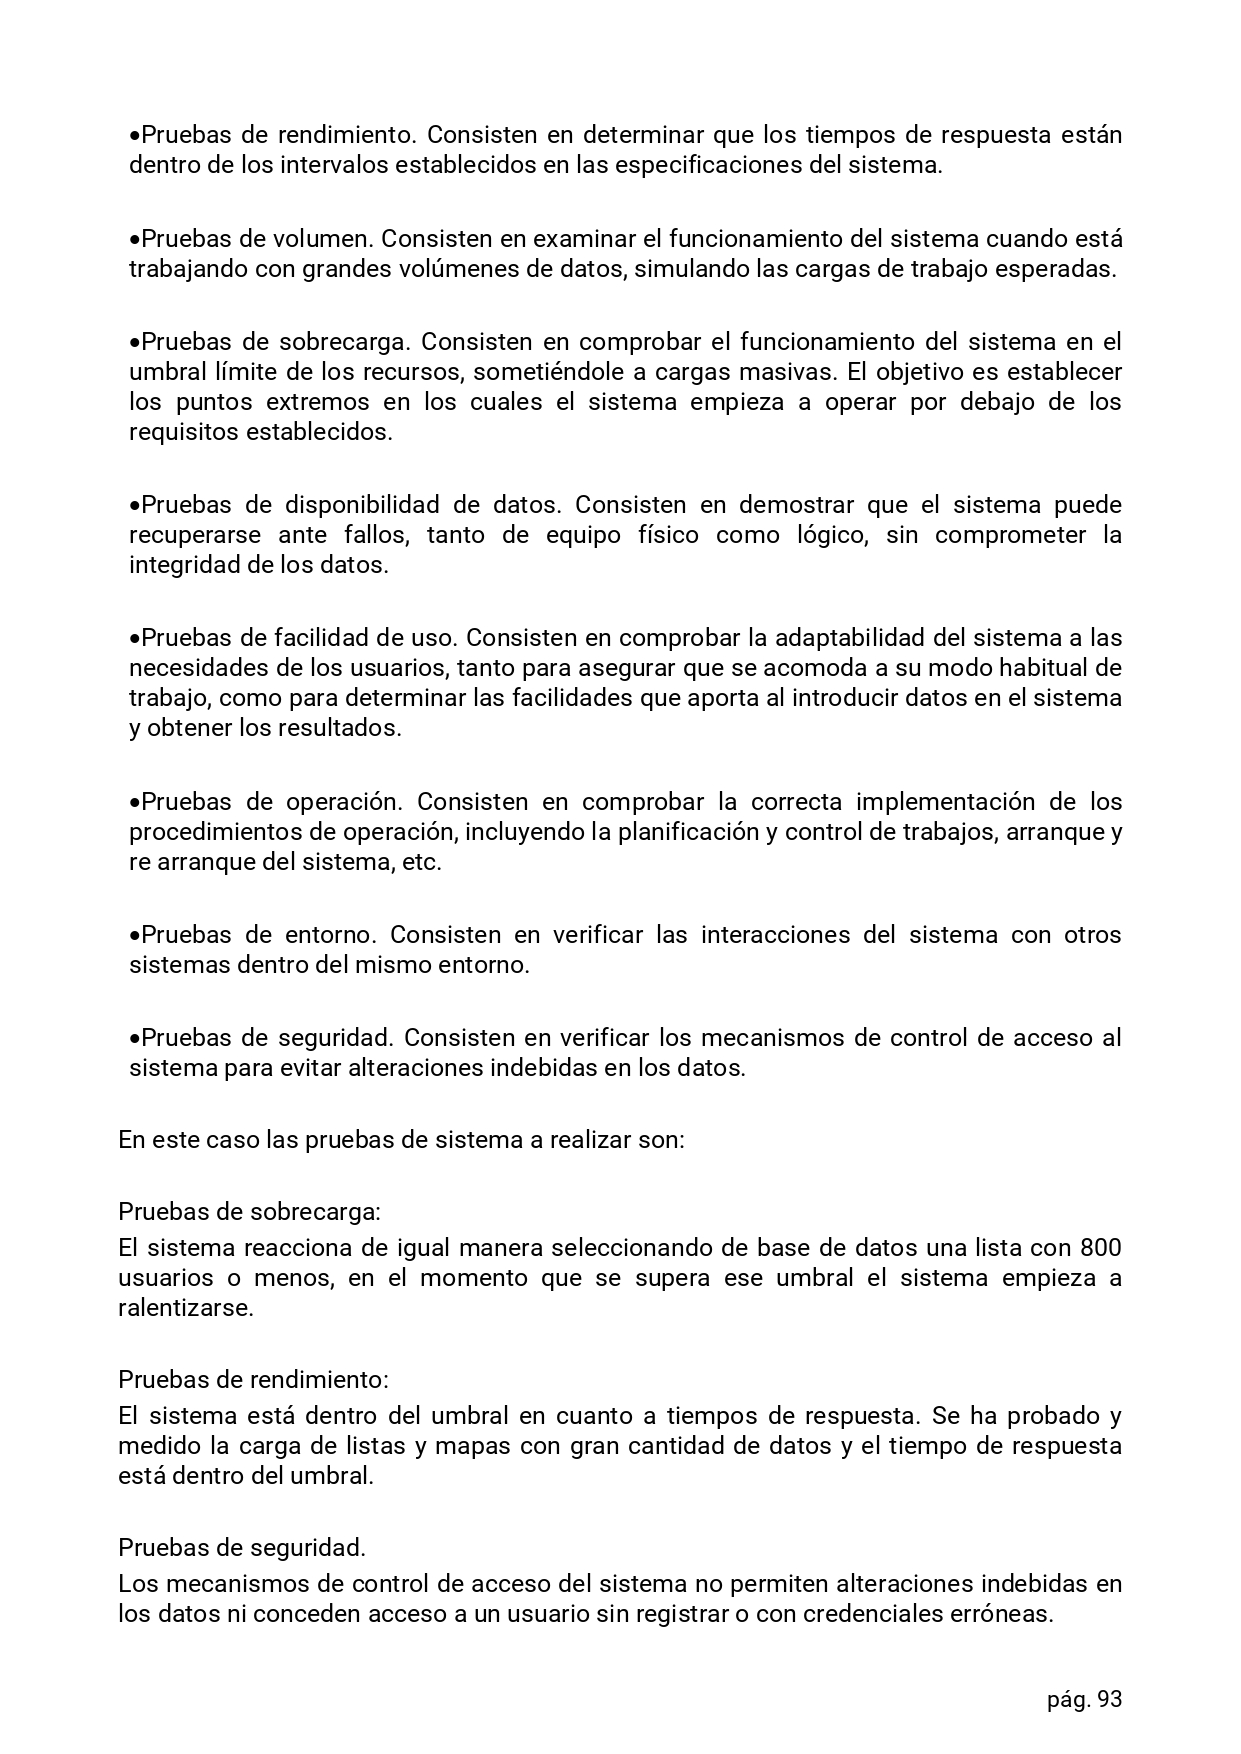 •Pruebas de rendimiento. Consisten en determinar que los tiempos de respuesta están
dentro de los intervalos establecidos en las especificaciones del sistema.
•Pruebas de volumen. Consisten en examinar el funcionamiento del sistema cuando está
trabajando con grandes volúmenes de datos, simulando las cargas de trabajo esperadas.
•Pruebas de sobrecarga. Consisten en comprobar el funcionamiento del sistema en el
umbral límite de los recursos, sometiéndole a cargas masivas. El objetivo es establecer
los puntos extremos en los cuales el sistema empieza a operar por debajo de los
requisitos establecidos.
•Pruebas de disponibilidad de datos. Consisten en demostrar que el sistema puede
recuperarse ante fallos, tanto de equipo físico como lógico, sin comprometer la
integridad de los datos.
•Pruebas de facilidad de uso. Consisten en comprobar la adaptabilidad del sistema a las
necesidades de los usuarios, tanto para asegurar que se acomoda a su modo habitual de
trabajo, como para determinar las facilidades que aporta al introducir datos en el sistema
y obtener los resultados.
•Pruebas de operación. Consisten en comprobar la correcta implementación de los
procedimientos de operación, incluyendo la planificación y control de trabajos, arranque y
re arranque del sistema, etc.
•Pruebas de entorno. Consisten en verificar las interacciones del sistema con otros
sistemas dentro del mismo entorno.
•Pruebas de seguridad. Consisten en verificar los mecanismos de control de acceso al
sistema para evitar alteraciones indebidas en los datos.
En este caso las pruebas de sistema a realizar son:
Pruebas de sobrecarga:
El sistema reacciona de igual manera seleccionando de base de datos una lista con 800
usuarios o menos, en el momento que se supera ese umbral el sistema empieza a
ralentizarse.
Pruebas de rendimiento:
El sistema está dentro del umbral en cuanto a tiempos de respuesta. Se ha probado y
medido la carga de listas y mapas con gran cantidad de datos y el tiempo de respuesta
está dentro del umbral.
Pruebas de seguridad.
Los mecanismos de control de acceso del sistema no permiten alteraciones indebidas en
los datos ni conceden acceso a un usuario sin registrar o con credenciales erróneas.
pág. 93